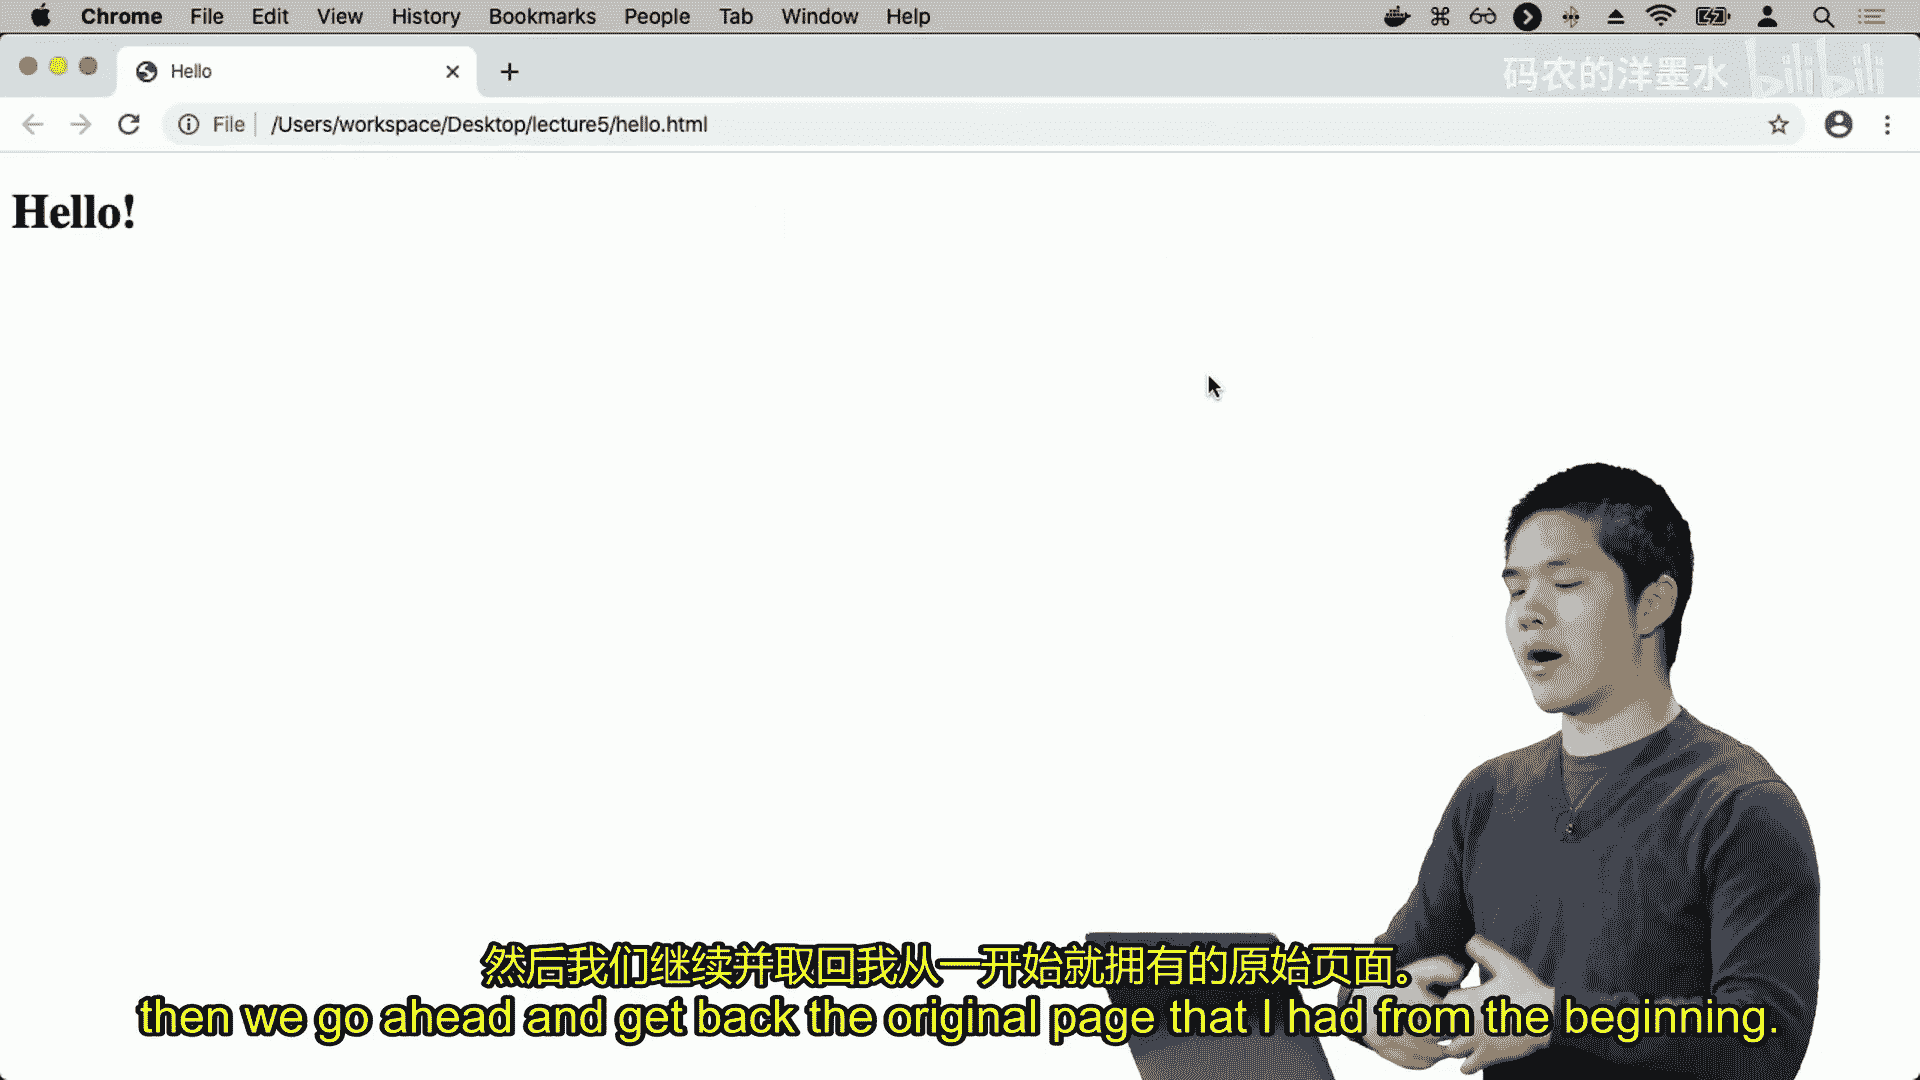 Chrome File Edit View History Bookmarks People Tab Window Help
Hello
码农的洋墨水 bilibili
File /Users/workspace/Desktop/lecture5/hello.html
Hello!
然后我们继续并取回我从一开始就拥有的原始页面。
then we go ahead and get back the original page that I had from the beginning.